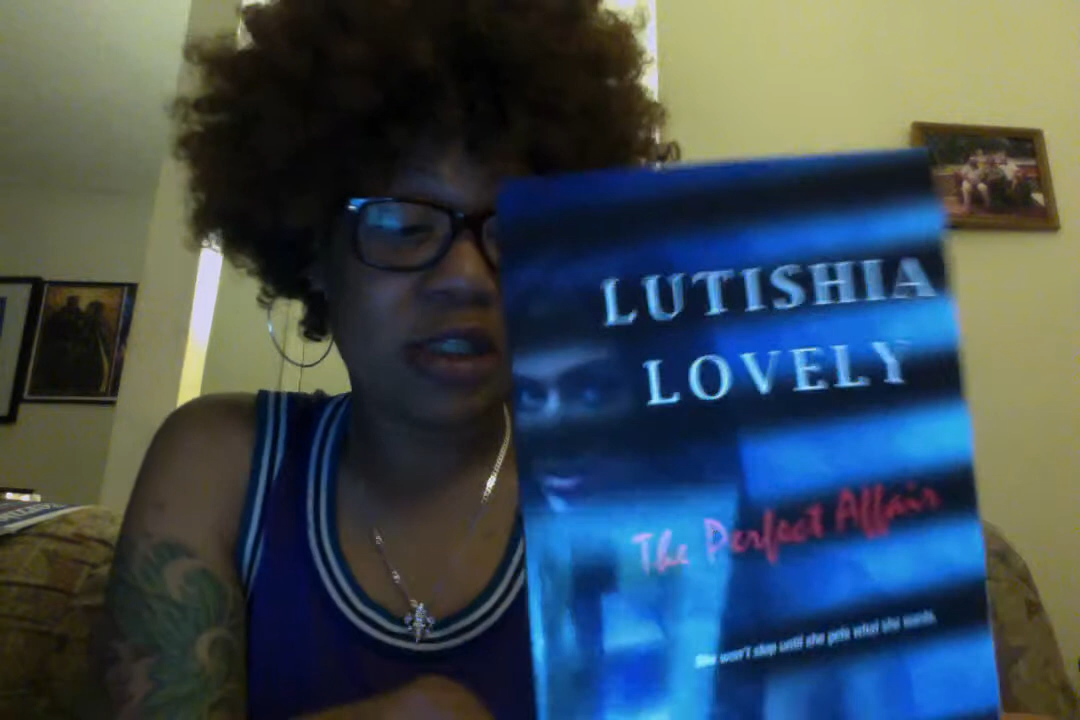 LUTISHIA
LOVELY
The Perfect Affair
She won't stop until she gets what she wants.